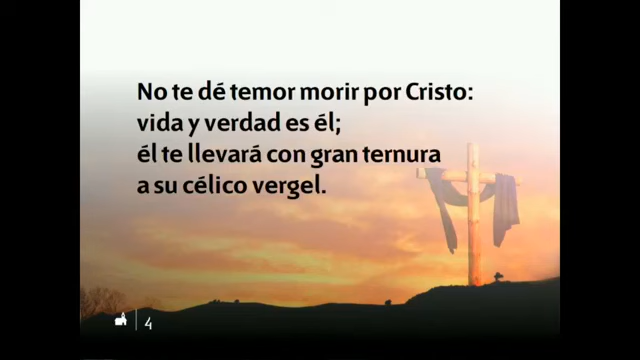 No te dé temor morir por Cristo:
vida y verdad es él;
él te llevará con gran ternura
a su célico vergel.
4